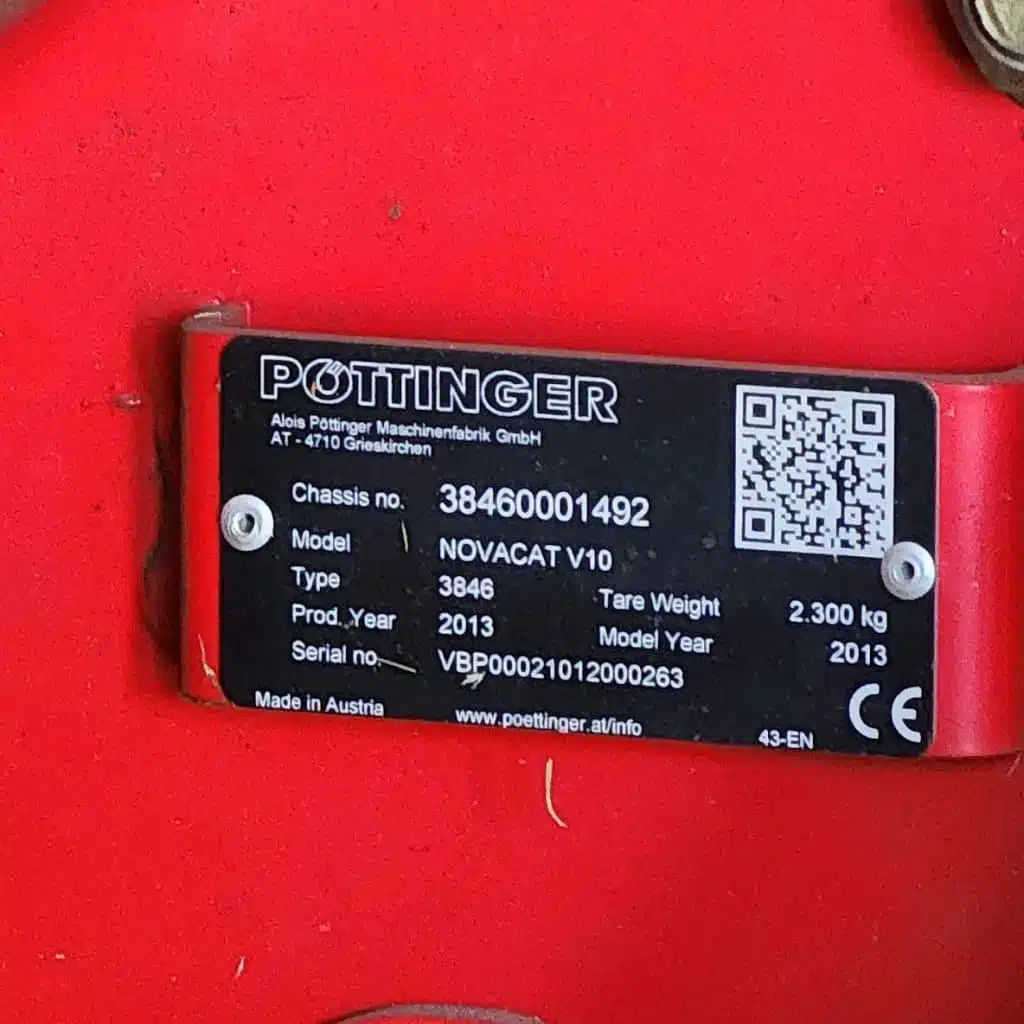 PÖTTINGER
Alois Pöttinger Maschinenfabrik GmbH
AT - 4710 Grieskirchen
Chassis no. 38460001492
Model NOVACAT V10
Type 3846 Tare Weight 2.300 kg
Prod. Year 2013 Model Year 2013
Serial no. VBP00021012000263
Made in Austria www.poettinger.at/info 43-EN CE